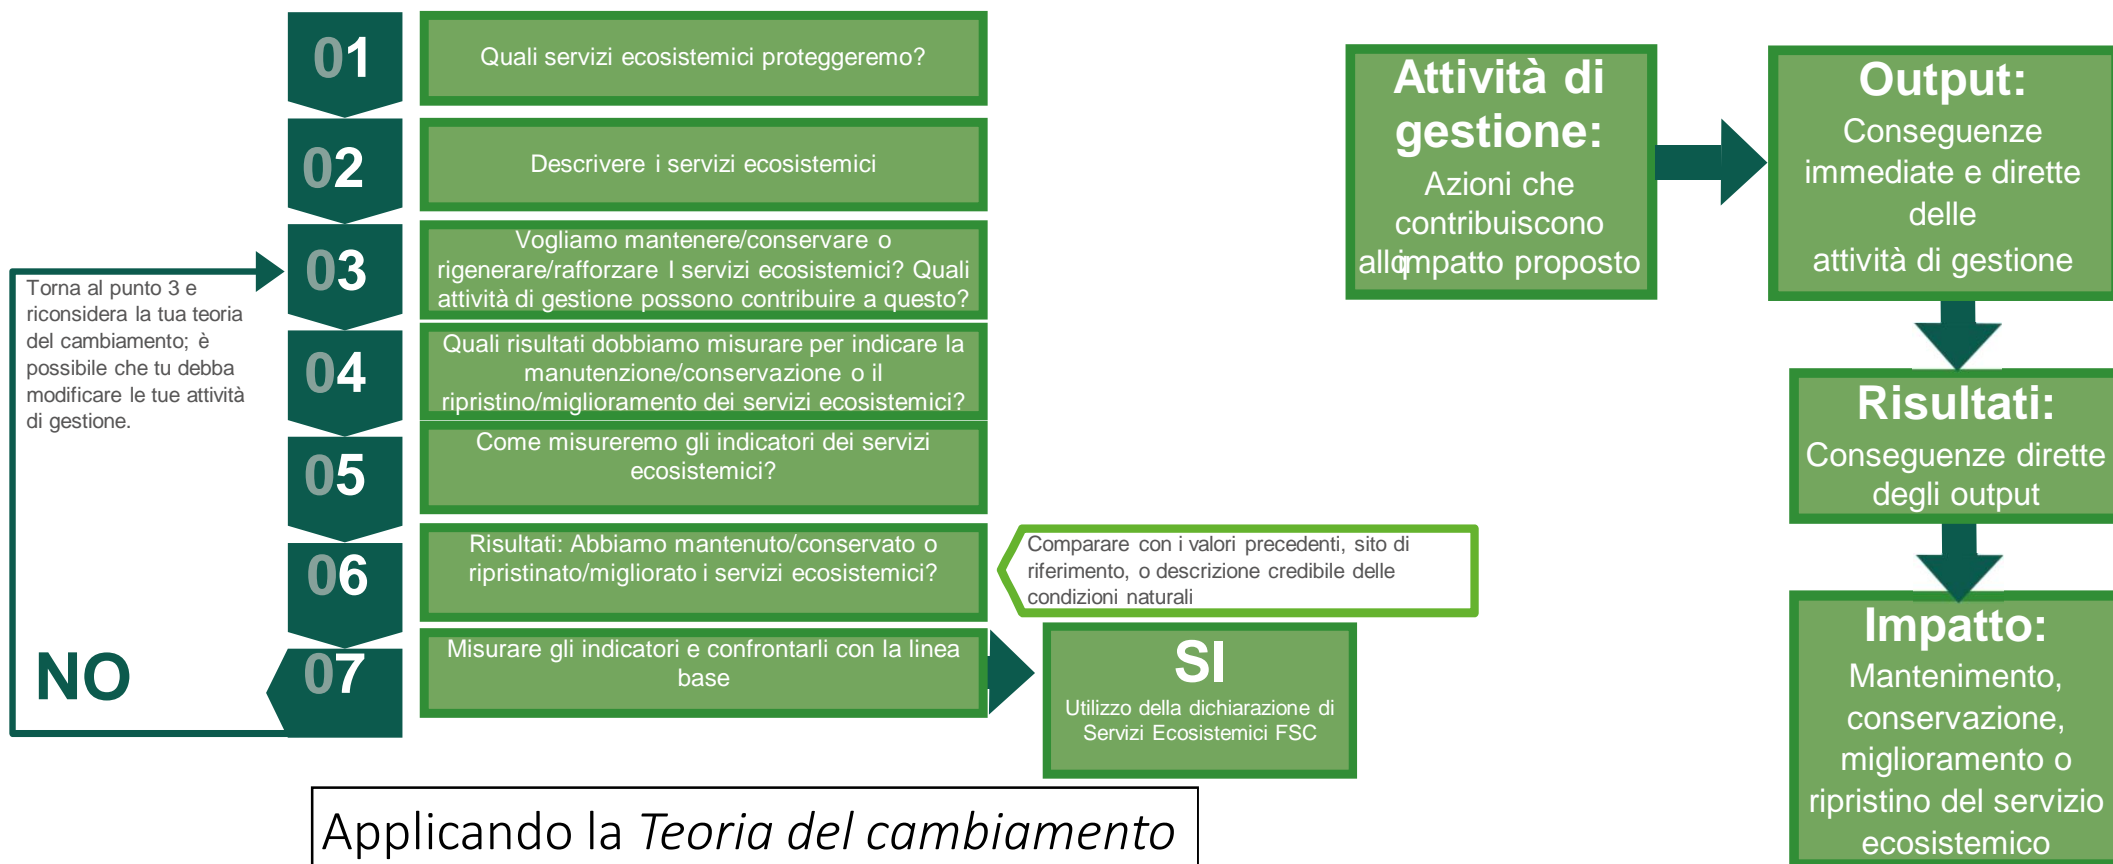 01
Quali servizi ecosistemici proteggeremo?
02
Descrivere i servizi ecosistemici
03
Vogliamo mantenere/conservare o
rigenerare/rafforzare I servizi ecosistemici? Quali
attività di gestione possono contribuire a questo?
04
Quali risultati dobbiamo misurare per indicare la
manutenzione/conservazione o il
ripristino/miglioramento dei servizi ecosistemici?
05
Come misureremo gli indicatori dei servizi
ecosistemici?
06
Risultati: Abbiamo mantenuto/conservato o
ripristinato/migliorato i servizi ecosistemici?
07
Misurare gli indicatori e confrontarli con la linea
base
Torna al punto 3 e
riconsidera la tua teoria
del cambiamento; è
possibile che tu debba
modificare le tue attività
di gestione.
NO
Comparare con i valori precedenti, sito di
riferimento, o descrizione credibile delle
condizioni naturali
SI
Utilizzo della dichiarazione di
Servizi Ecosistemici FSC
Applicando la Teoria del cambiamento
Attività di
gestione:
Azioni che
contribuiscono
impatto proposto
Output:
Conseguenze
immediate e dirette
delle
attività di gestione
Risultati:
Conseguenze dirette
degli output
Impatto:
Mantenimento,
conservazione,
miglioramento o
ripristino del servizio
ecosistemico